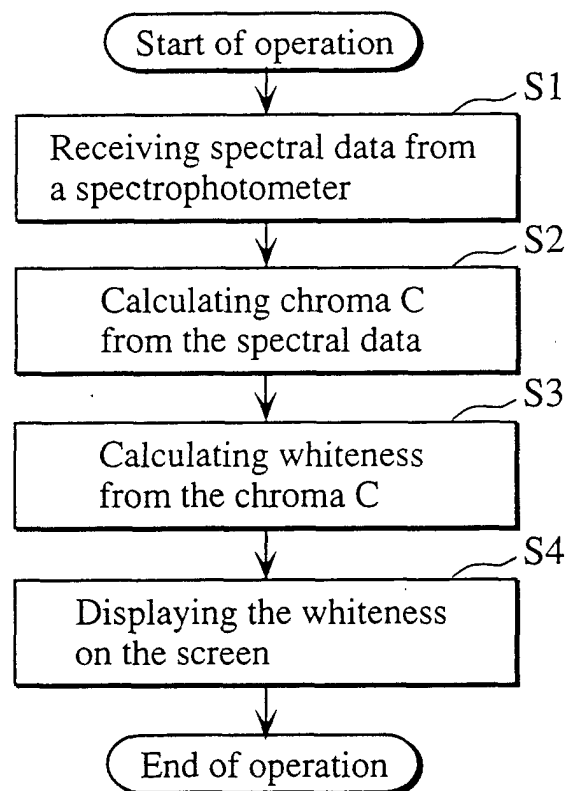 Start of operation
S1
Receiving spectral data from
a spectrophotometer
S2
Calculating chroma C
from the spectral data
S3
Calculating whiteness
from the chroma C
S4
Displaying the whiteness
on the screen
End of operation